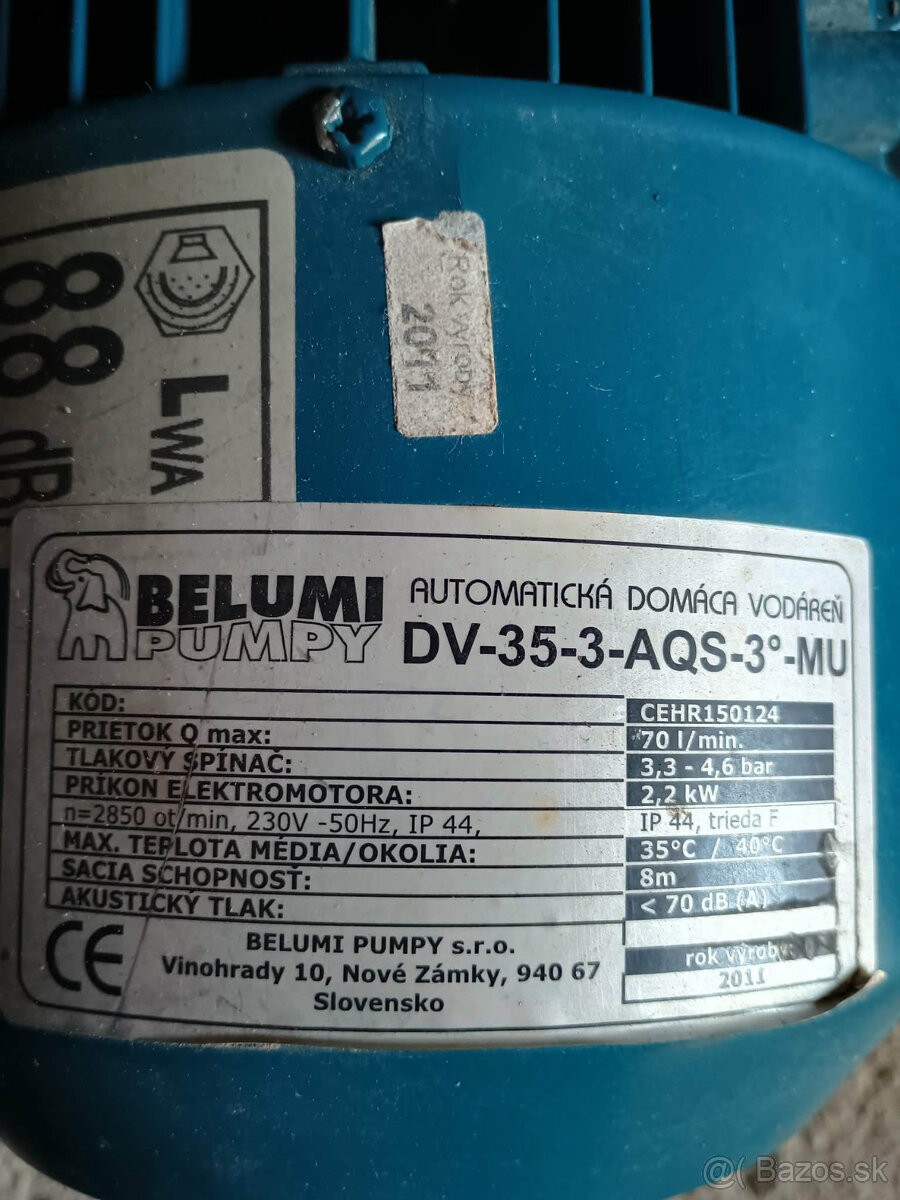 88 dB
LWA
Rok výroby
2011
BELUMI
PUMPY
AUTOMATICKÁ DOMÁCA VODÁREŇ
DV-35-3-AQS-3°-MU
KÓD: CEHR150124
PRIETOK Q max: 70 l/min.
TLAKOVÝ SPÍNAČ: 3,3 - 4,6 bar
PRÍKON ELEKTROMOTORA: 2,2 kW
n=2850 ot/min, 230V -50Hz, IP 44, IP 44, trieda F
MAX. TEPLOTA MÉDIA/OKOLIA: 35°C / 40°C
SACIA SCHOPNOSŤ: 8m
AKUSTICKÝ TLAK: < 70 dB (A)
CE
BELUMI PUMPY s.r.o.
Vinohrady 10, Nové Zámky, 940 67
Slovensko
rok výroby:
2011
@ Bazos.sk